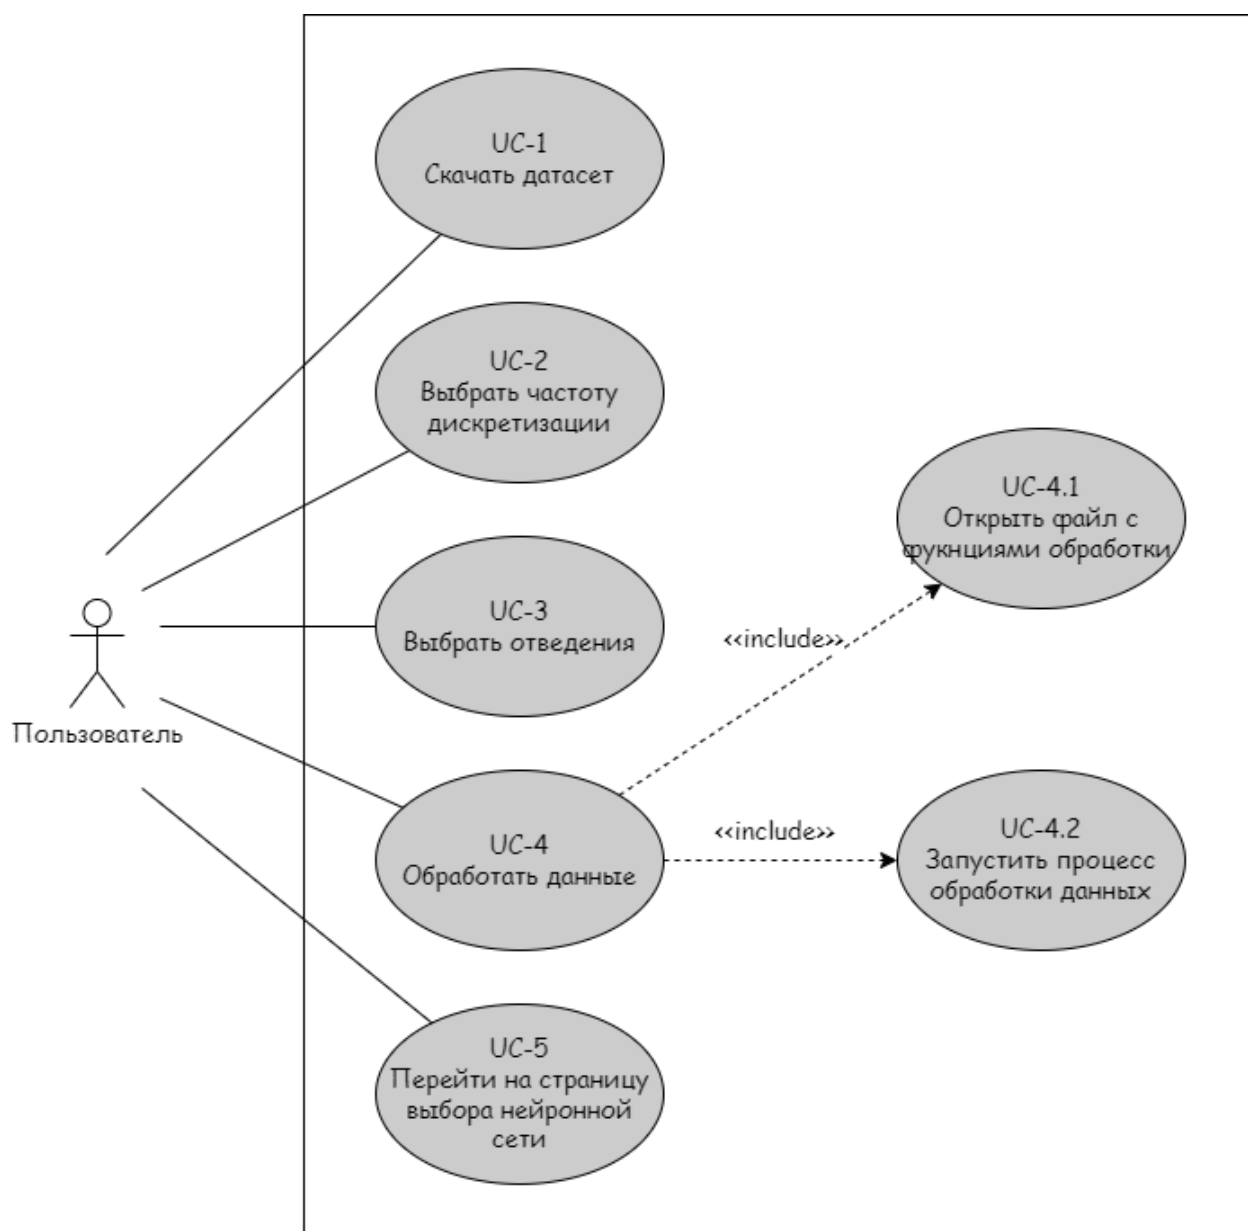 UC-1
Скачать датасет
UC-2
Выбрать частоту
дискретизации
UC-4.1
Открыть файл с
фукнциями обработки
UC-3
Выбрать отведения
<<include>>
Пользователь
UC-4
Обработать данные
<<include>>
UC-4.2
Запустить процесс
обработки данных
UC-5
Перейти на страницу
выбора нейронной
сети